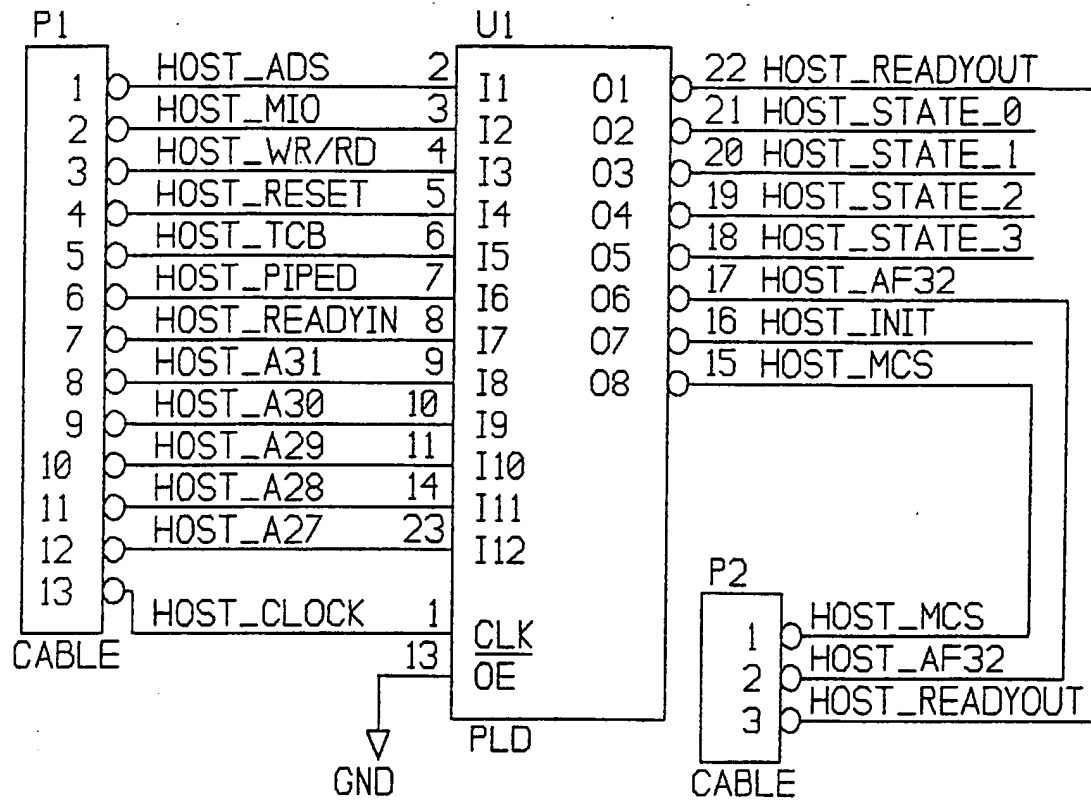 P1 U1
1 HOST_ADS 2 I1 O1 22 HOST_READYOUT
2 HOST_MIO 3 I2 O2 21 HOST_STATE_0
3 HOST_WR/RD 4 I3 O3 20 HOST_STATE_1
4 HOST_RESET 5 I4 O4 19 HOST_STATE_2
5 HOST_TCB 6 I5 O5 18 HOST_STATE_3
6 HOST_PIPED 7 I6 O6 17 HOST_AF32
7 HOST_READYIN 8 I7 O7 16 HOST_INIT
8 HOST_A31 9 I8 O8 15 HOST_MCS
9 HOST_A30 10 I9
10 HOST_A29 11 I10
11 HOST_A28 14 I11
12 HOST_A27 23 I12
13 HOST_CLOCK 1 CLK
CABLE 13 OE
GND PLD
P2
1 HOST_MCS
2 HOST_AF32
3 HOST_READYOUT
CABLE